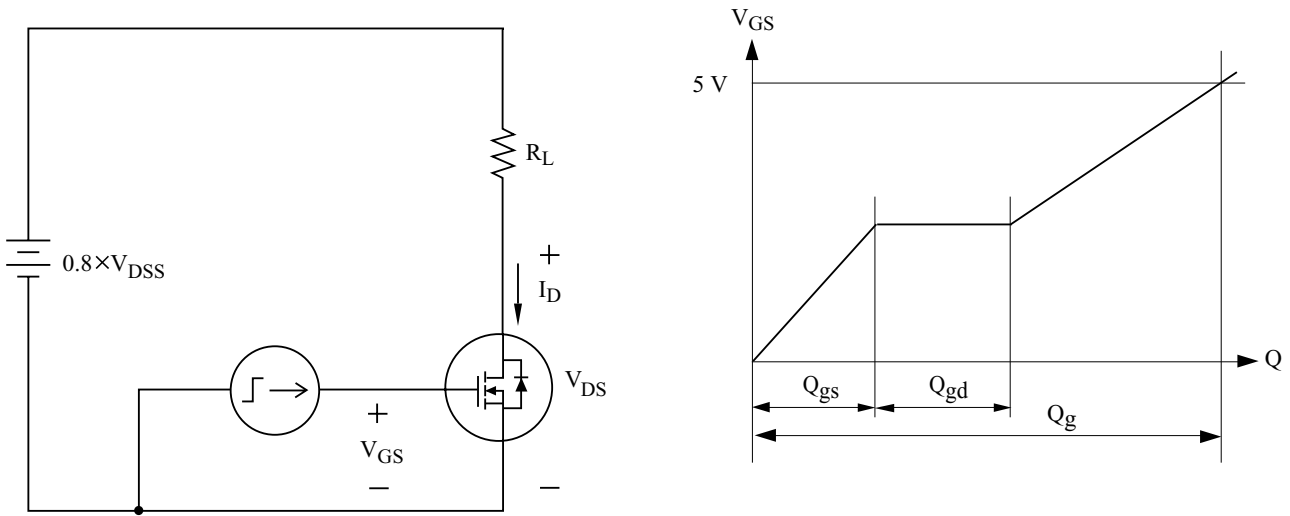 0.8×V_DSS
R_L
+
I_D
V_DS
+
V_GS
−
−
V_GS
5 V
Q
Q_gs
Q_gd
Q_g